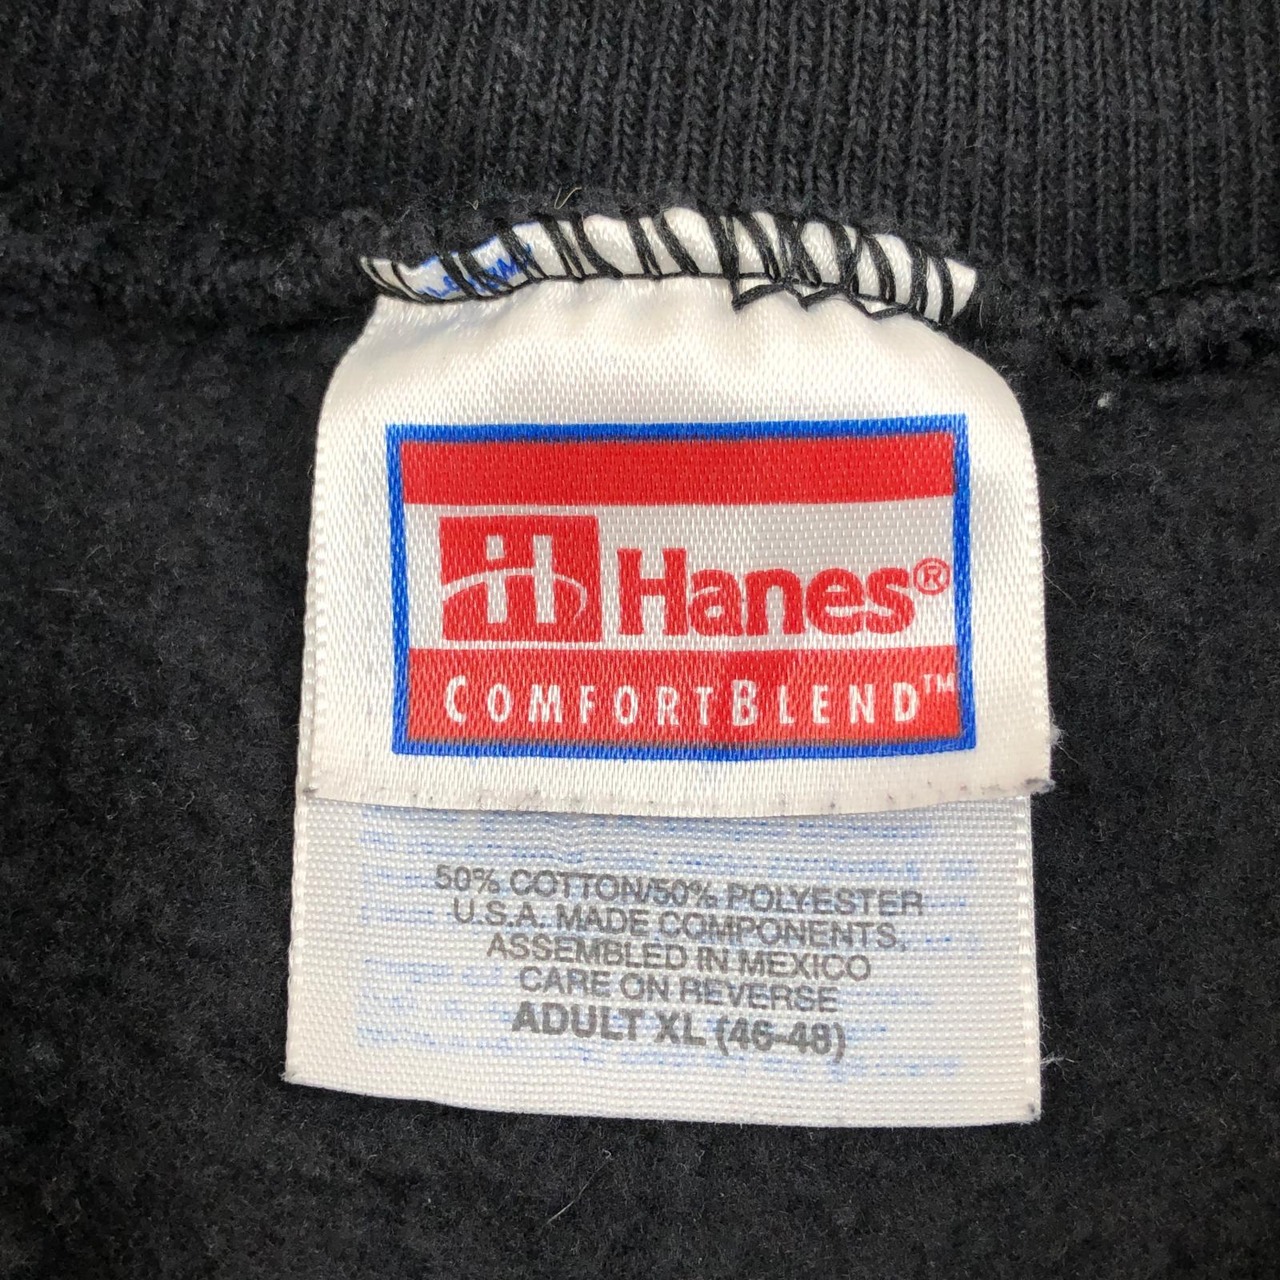 Hanes®
COMFORTBLEND™
50% COTTON/50% POLYESTER
U.S.A. MADE COMPONENTS.
ASSEMBLED IN MEXICO
CARE ON REVERSE
ADULT XL (46-48)